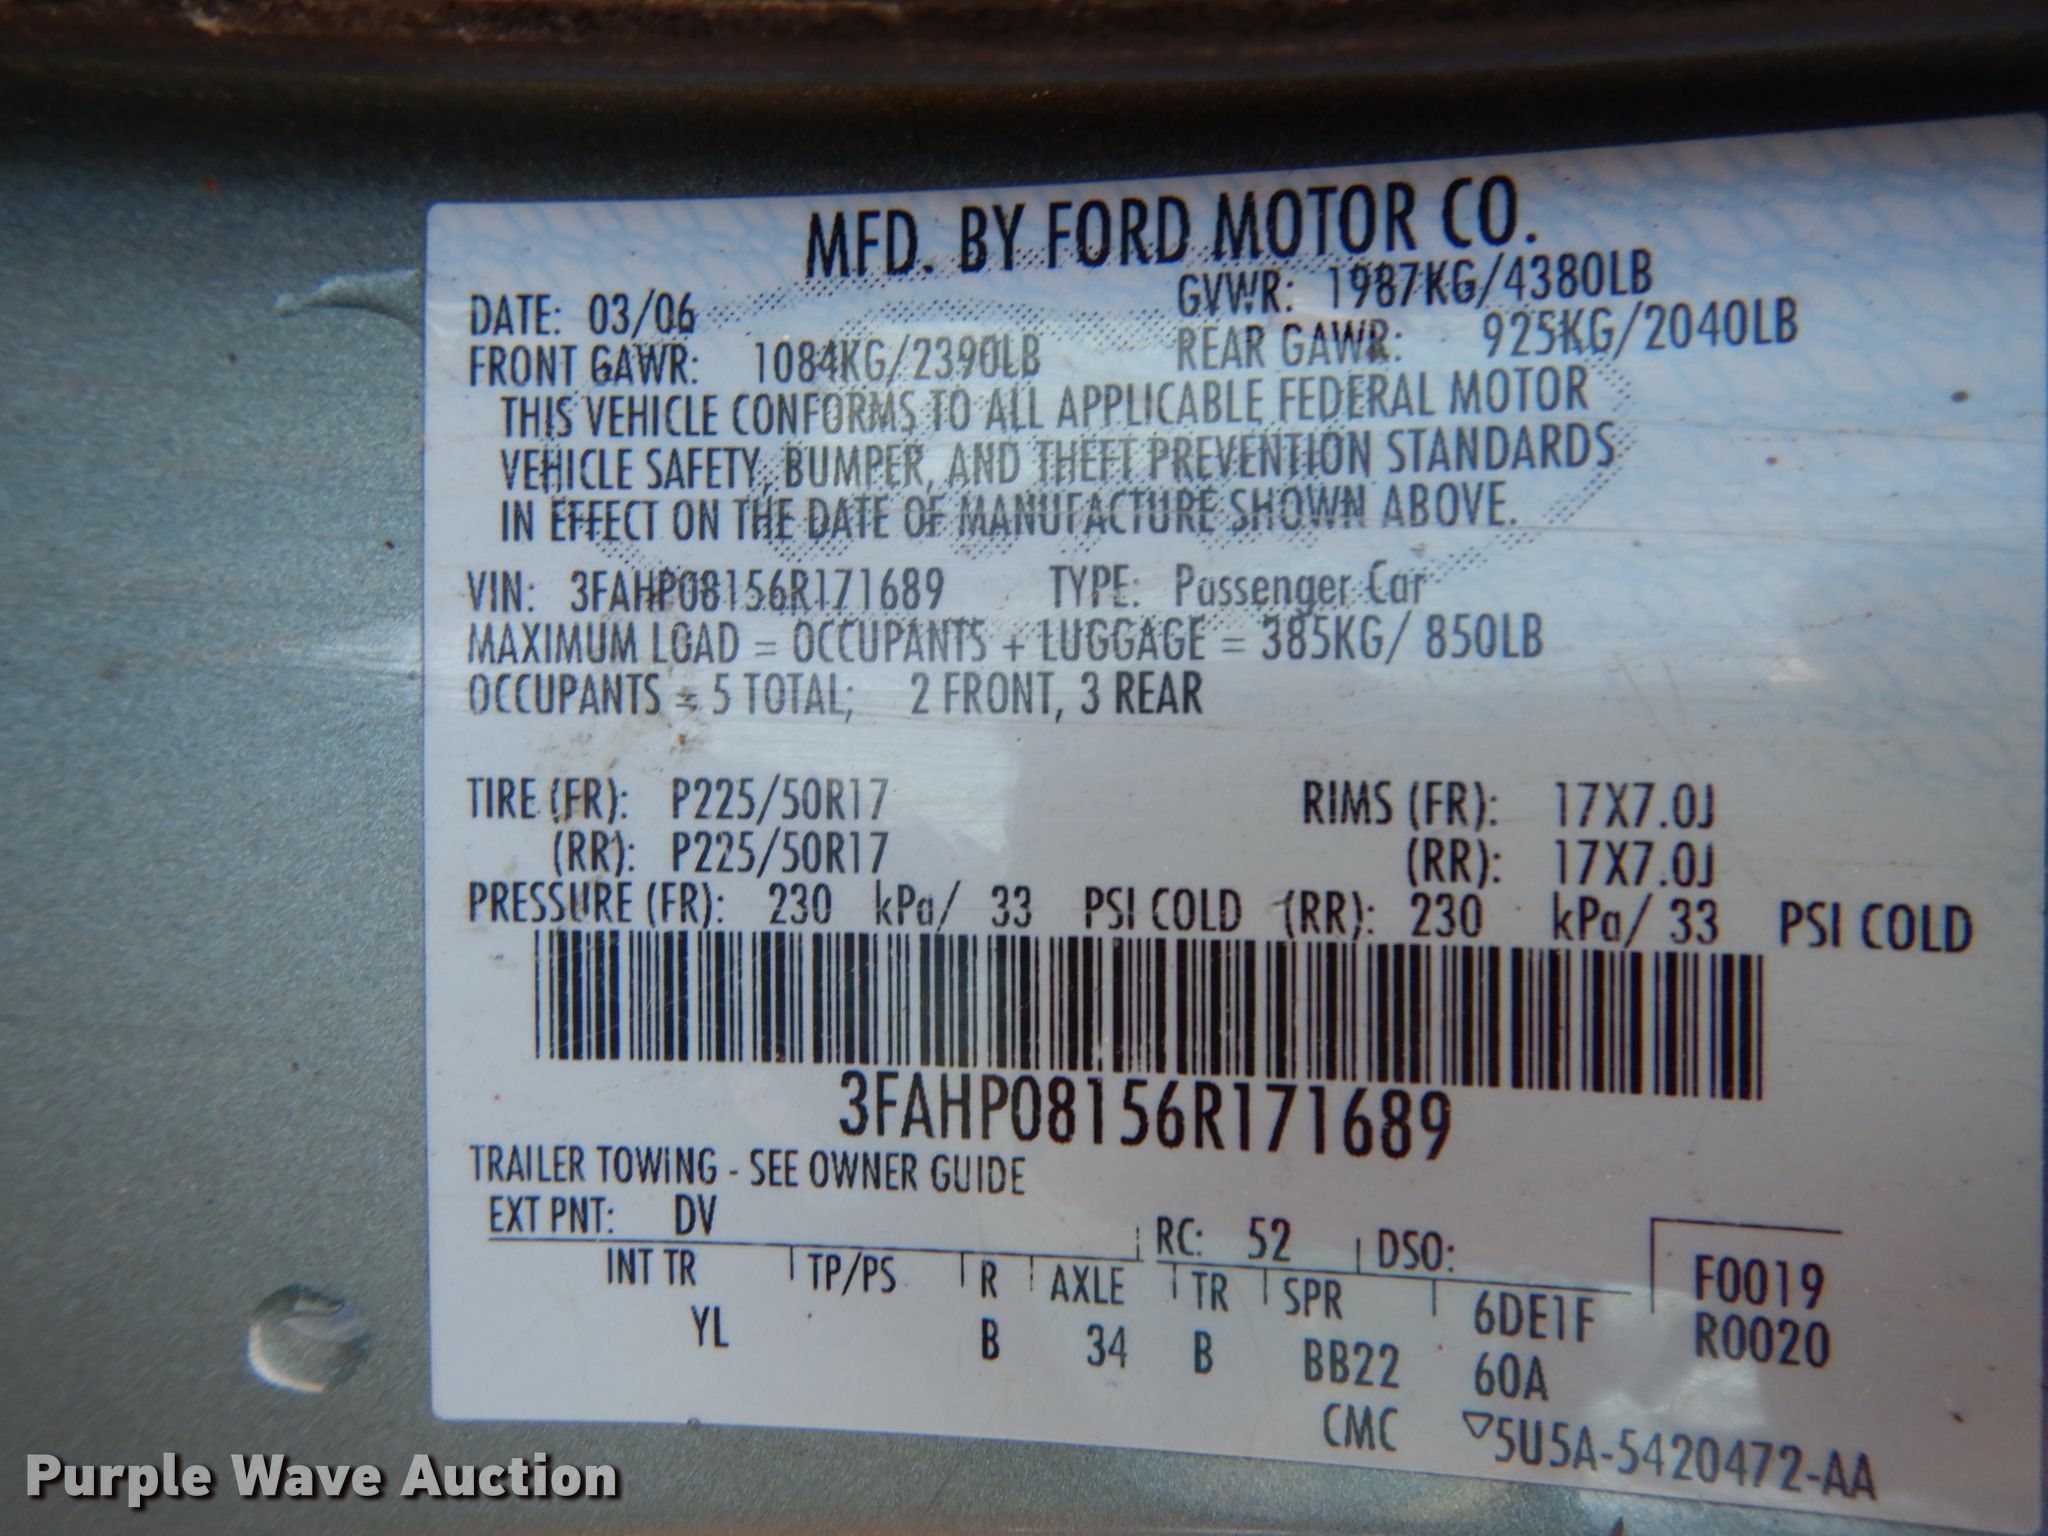 MFD. BY FORD MOTOR CO.
DATE: 03/06 GVWR: 1987KG/4380LB
FRONT GAWR: 1084KG/2390LB REAR GAWR: 925KG/2040LB
THIS VEHICLE CONFORMS TO ALL APPLICABLE FEDERAL MOTOR
VEHICLE SAFETY, BUMPER, AND THEFT PREVENTION STANDARDS
IN EFFECT ON THE DATE OF MANUFACTURE SHOWN ABOVE.
VIN: 3FAHP08156R171689 TYPE: Passenger Car
MAXIMUM LOAD = OCCUPANTS + LUGGAGE = 385KG/ 850LB
OCCUPANTS = 5 TOTAL; 2 FRONT, 3 REAR
TIRE (FR): P225/50R17 RIMS (FR): 17X7.0J
(RR): P225/50R17 (RR): 17X7.0J
PRESSURE (FR): 230 kPa/ 33 PSI COLD (RR): 230 kPa/ 33 PSI COLD
3FAHP08156R171689
TRAILER TOWING - SEE OWNER GUIDE
EXT PNT: DV RC: 52 DSO: F0019
INT TR TP/PS R AXLE TR SPR 6DE1F R0020
YL B 34 B BB22 60A
CMC ▽5U5A-5420472-AA
Purple Wave Auction